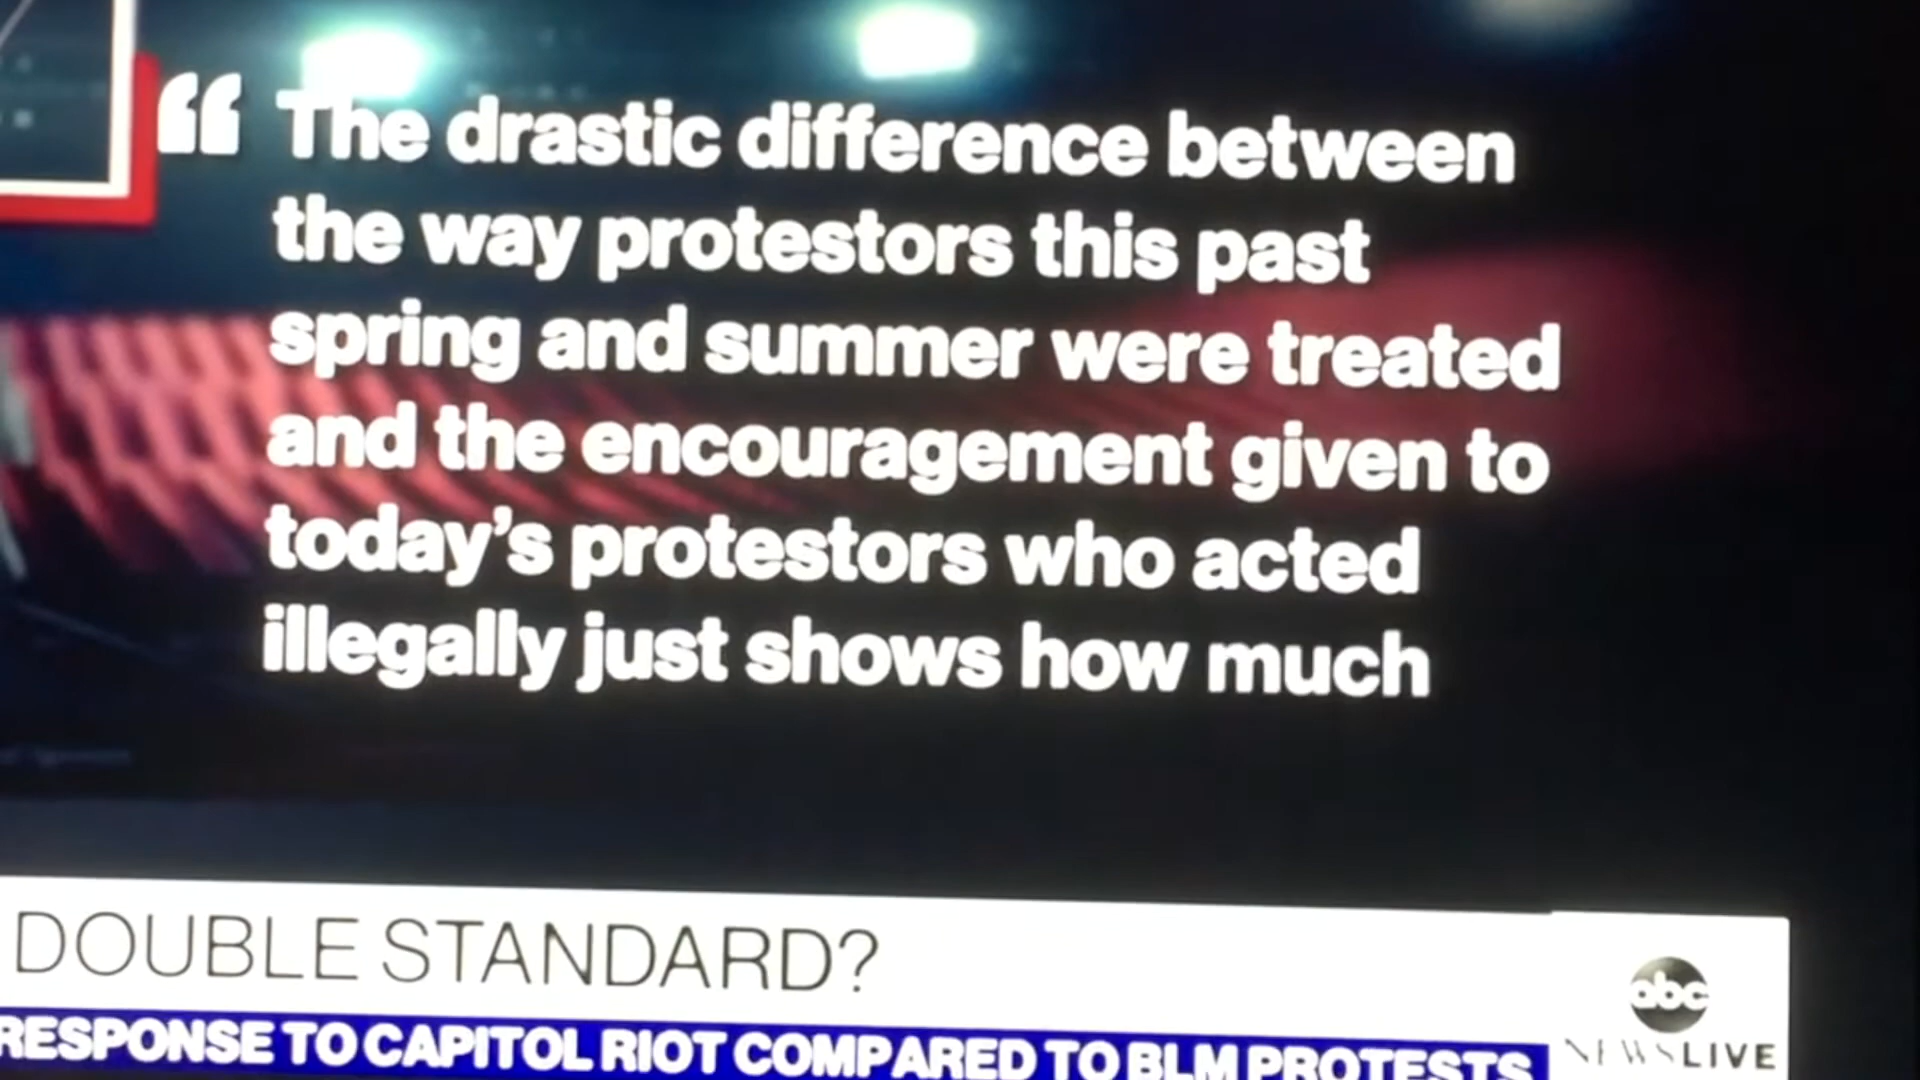 “ The drastic difference between
the way protestors this past
spring and summer were treated
and the encouragement given to
today’s protestors who acted
illegally just shows how much
DOUBLE STANDARD?
RESPONSE TO CAPITOL RIOT COMPARED TO BLM PROTESTS
abc
NEWSLIVE